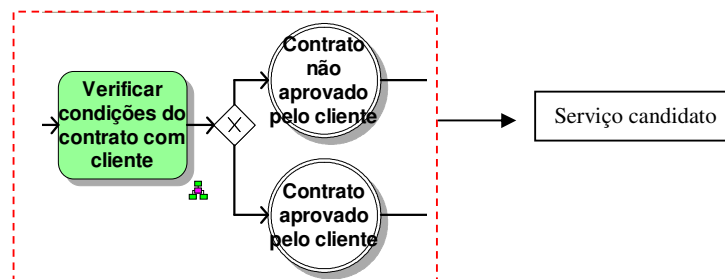 Verificar
condições do
contrato com
cliente
X
Contrato
não
aprovado
pelo cliente
Contrato
aprovado
pelo cliente
Serviço candidato